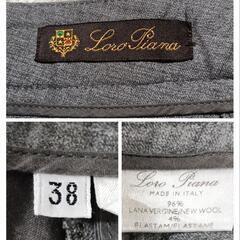 Loro Piana
38
Loro Piana
MADE IN ITALY
96%
LANA VERGINE/NEW WOOL
4%
ELASTAM/ELASTANE